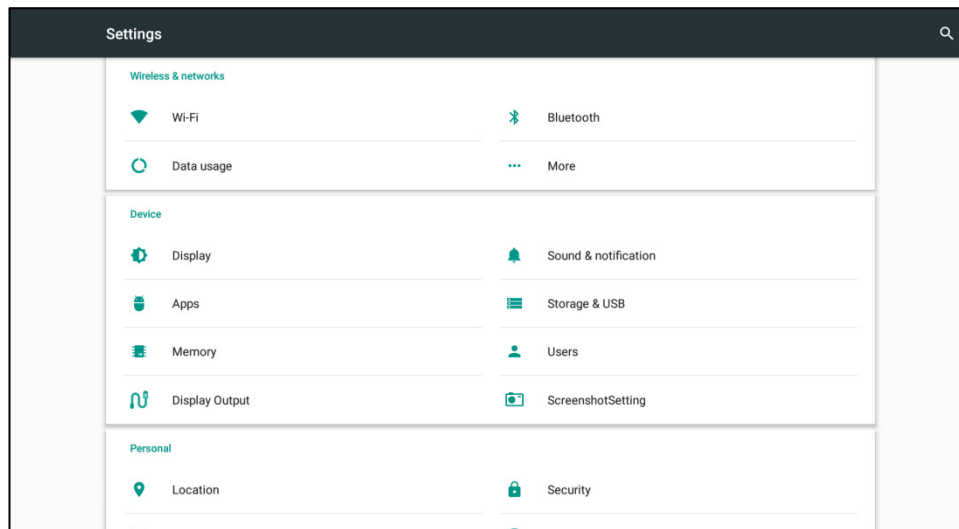 Settings
Wireless & networks
Wi-Fi
Bluetooth
Data usage
More
Device
Display
Sound & notification
Apps
Storage & USB
Memory
Users
Display Output
ScreenshotSetting
Personal
Location
Security